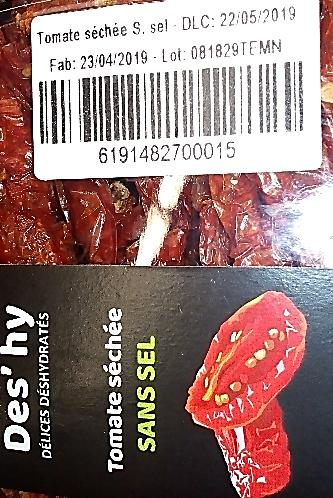 Tomate séchée S. sel - DLC: 22/05/2019
Fab: 23/04/2019 - Lot: 081829TEMN
6191482700015
Des' hy
DÉLICES DÉSHYDRATÉS
Tomate séchée
SANS SEL